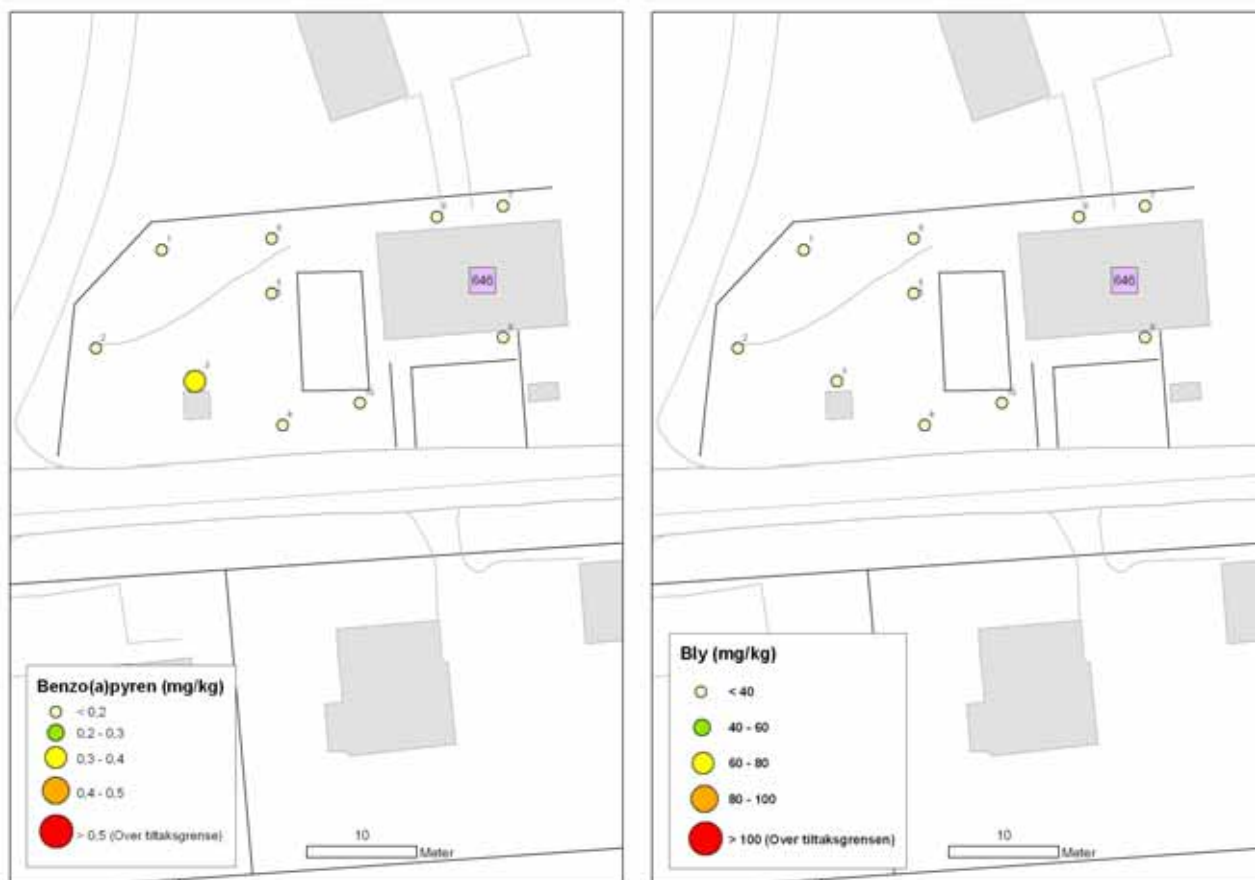 646
2
Benzo(a)pyren (mg/kg)
< 0,2
0,2 - 0,3
0,3 - 0,4
0,4 - 0,5
> 0.5 (Over tiltaksgrense)
10
Meter
646
2
Bly (mg/kg)
< 40
40 - 60
60 - 80
80 - 100
> 100 (Over tiltaksgrensen)
10
Meter